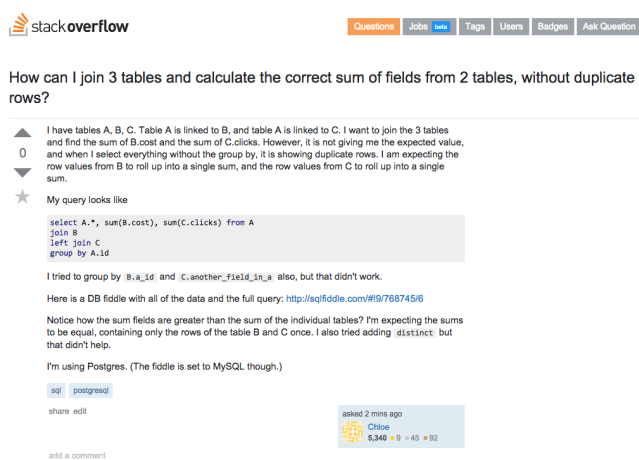 stackoverflow
Questions Jobs beta Tags Users Badges Ask Question
How can I join 3 tables and calculate the correct sum of fields from 2 tables, without duplicate
rows?
I have tables A, B, C. Table A is linked to B, and table A is linked to C. I want to join the 3 tables
and find the sum of B.cost and the sum of C.clicks. However, it is not giving me the expected value,
and when I select everything without the group by, it is showing duplicate rows. I am expecting the
row values from B to roll up into a single sum, and the row values from C to roll up into a single
sum.
0
My query looks like
select A.*, sum(B.cost), sum(C.clicks) from A
join B
left join C
group by A.id
I tried to group by B.a_id and C.another_field_in_a also, but that didn't work.
Here is a DB fiddle with all of the data and the full query: http://sqlfiddle.com/#!9/768745/6
Notice how the sum fields are greater than the sum of the individual tables? I'm expecting the sums
to be equal, containing only the rows of the table B and C once. I also tried adding distinct but
that didn't help.
I'm using Postgres. (The fiddle is set to MySQL though.)
sql postgresql
share edit
asked 2 mins ago
Chloe
5,340 9 45 92
add a comment